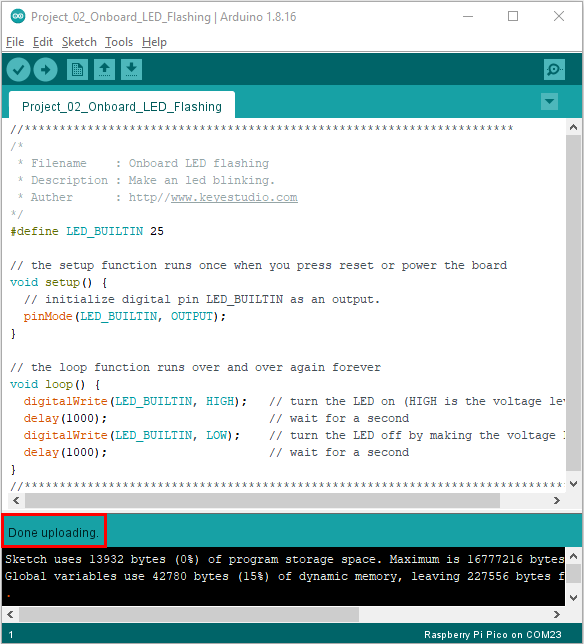 Project_02_Onboard_LED_Flashing | Arduino 1.8.16
File Edit Sketch Tools Help
Project_02_Onboard_LED_Flashing
//**********************************************************************
/*
 * Filename    : Onboard LED flashing
 * Description : Make an led blinking.
 * Auther      : http//www.keyestudio.com
*/
#define LED_BUILTIN 25
// the setup function runs once when you press reset or power the board
void setup() {
  // initialize digital pin LED_BUILTIN as an output.
  pinMode(LED_BUILTIN, OUTPUT);
}
// the loop function runs over and over again forever
void loop() {
  digitalWrite(LED_BUILTIN, HIGH);   // turn the LED on (HIGH is the voltage lev
  delay(1000);                       // wait for a second
  digitalWrite(LED_BUILTIN, LOW);    // turn the LED off by making the voltage l
  delay(1000);                       // wait for a second
}
//*****************************************************************************
Done uploading.
Sketch uses 13932 bytes (0%) of program storage space. Maximum is 16777216 bytes
Global variables use 42780 bytes (15%) of dynamic memory, leaving 227556 bytes f
.
1 Raspberry Pi Pico on COM23